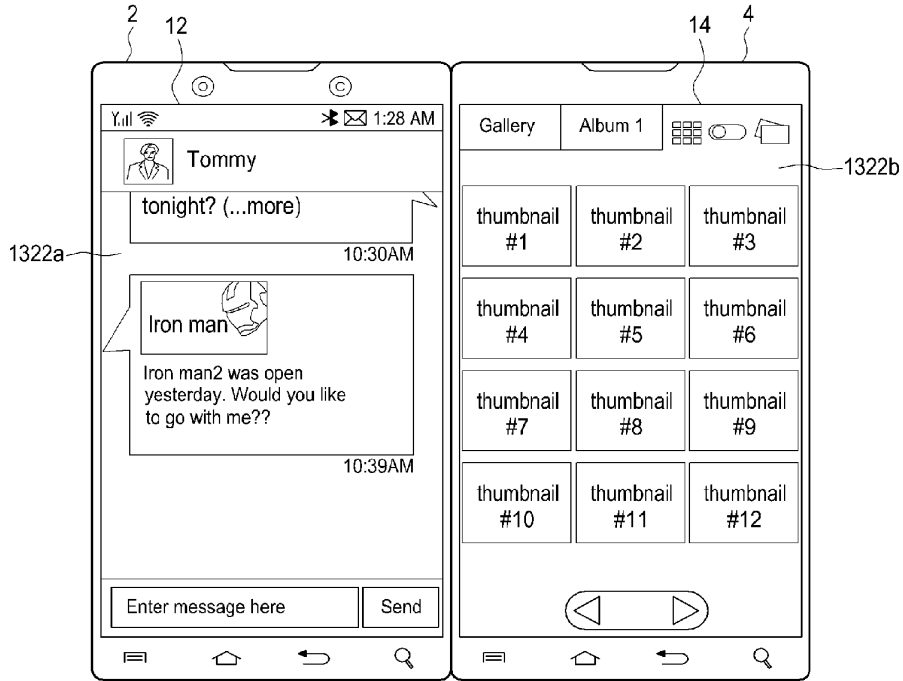 2
12
14
4
1:28 AM
Tommy
tonight? (...more)
10:30AM
1322a
Iron man
Iron man2 was open
yesterday. Would you like
to go with me??
10:39AM
Enter message here
Send
Gallery
Album 1
1322b
thumbnail
#1
thumbnail
#2
thumbnail
#3
thumbnail
#4
thumbnail
#5
thumbnail
#6
thumbnail
#7
thumbnail
#8
thumbnail
#9
thumbnail
#10
thumbnail
#11
thumbnail
#12